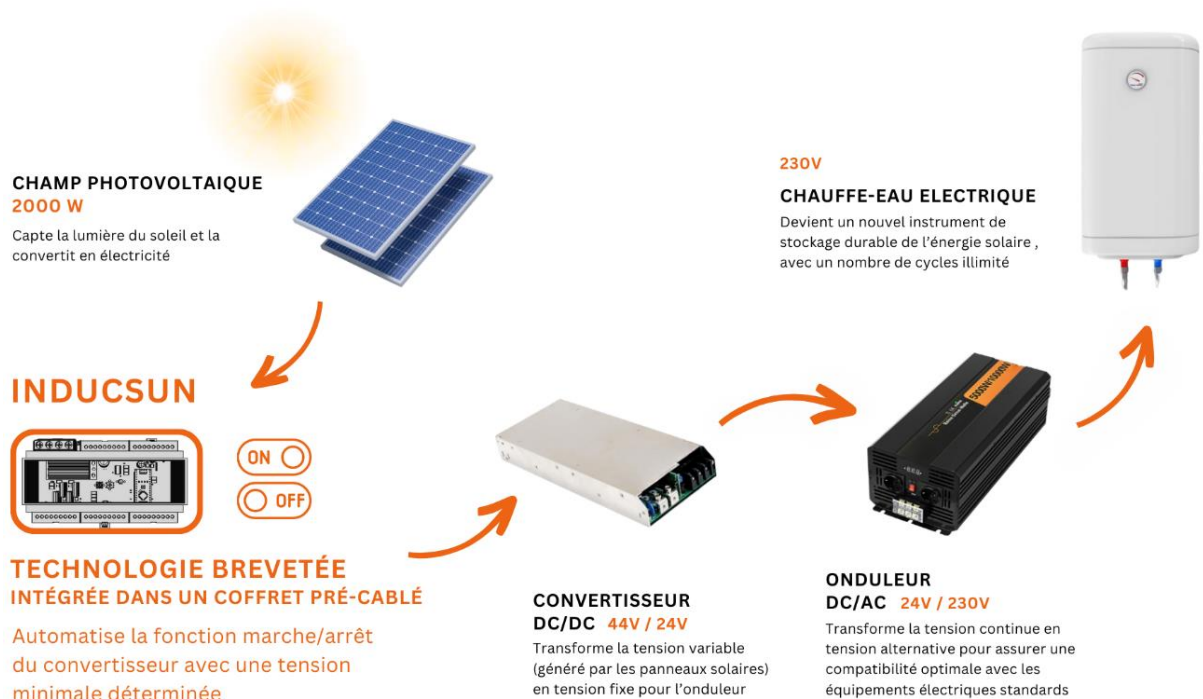 CHAMP PHOTOVOLTAIQUE
2000 W
Capte la lumière du soleil et la
convertit en électricité
230V
CHAUFFE-EAU ELECTRIQUE
Devient un nouvel instrument de
stockage durable de l'énergie solaire ,
avec un nombre de cycles illimité
INDUCSUN
ON
OFF
TECHNOLOGIE BREVETÉE
INTÉGRÉE DANS UN COFFRET PRÉ-CABLÉ
Automatise la fonction marche/arrêt
du convertisseur avec une tension
minimale déterminée
CONVERTISSEUR
DC/DC 44V / 24V
Transforme la tension variable
(généré par les panneaux solaires)
en tension fixe pour l'onduleur
5000W/10000W
ONDULEUR
DC/AC 24V / 230V
Transforme la tension continue en
tension alternative pour assurer une
compatibilité optimale avec les
équipements électriques standards